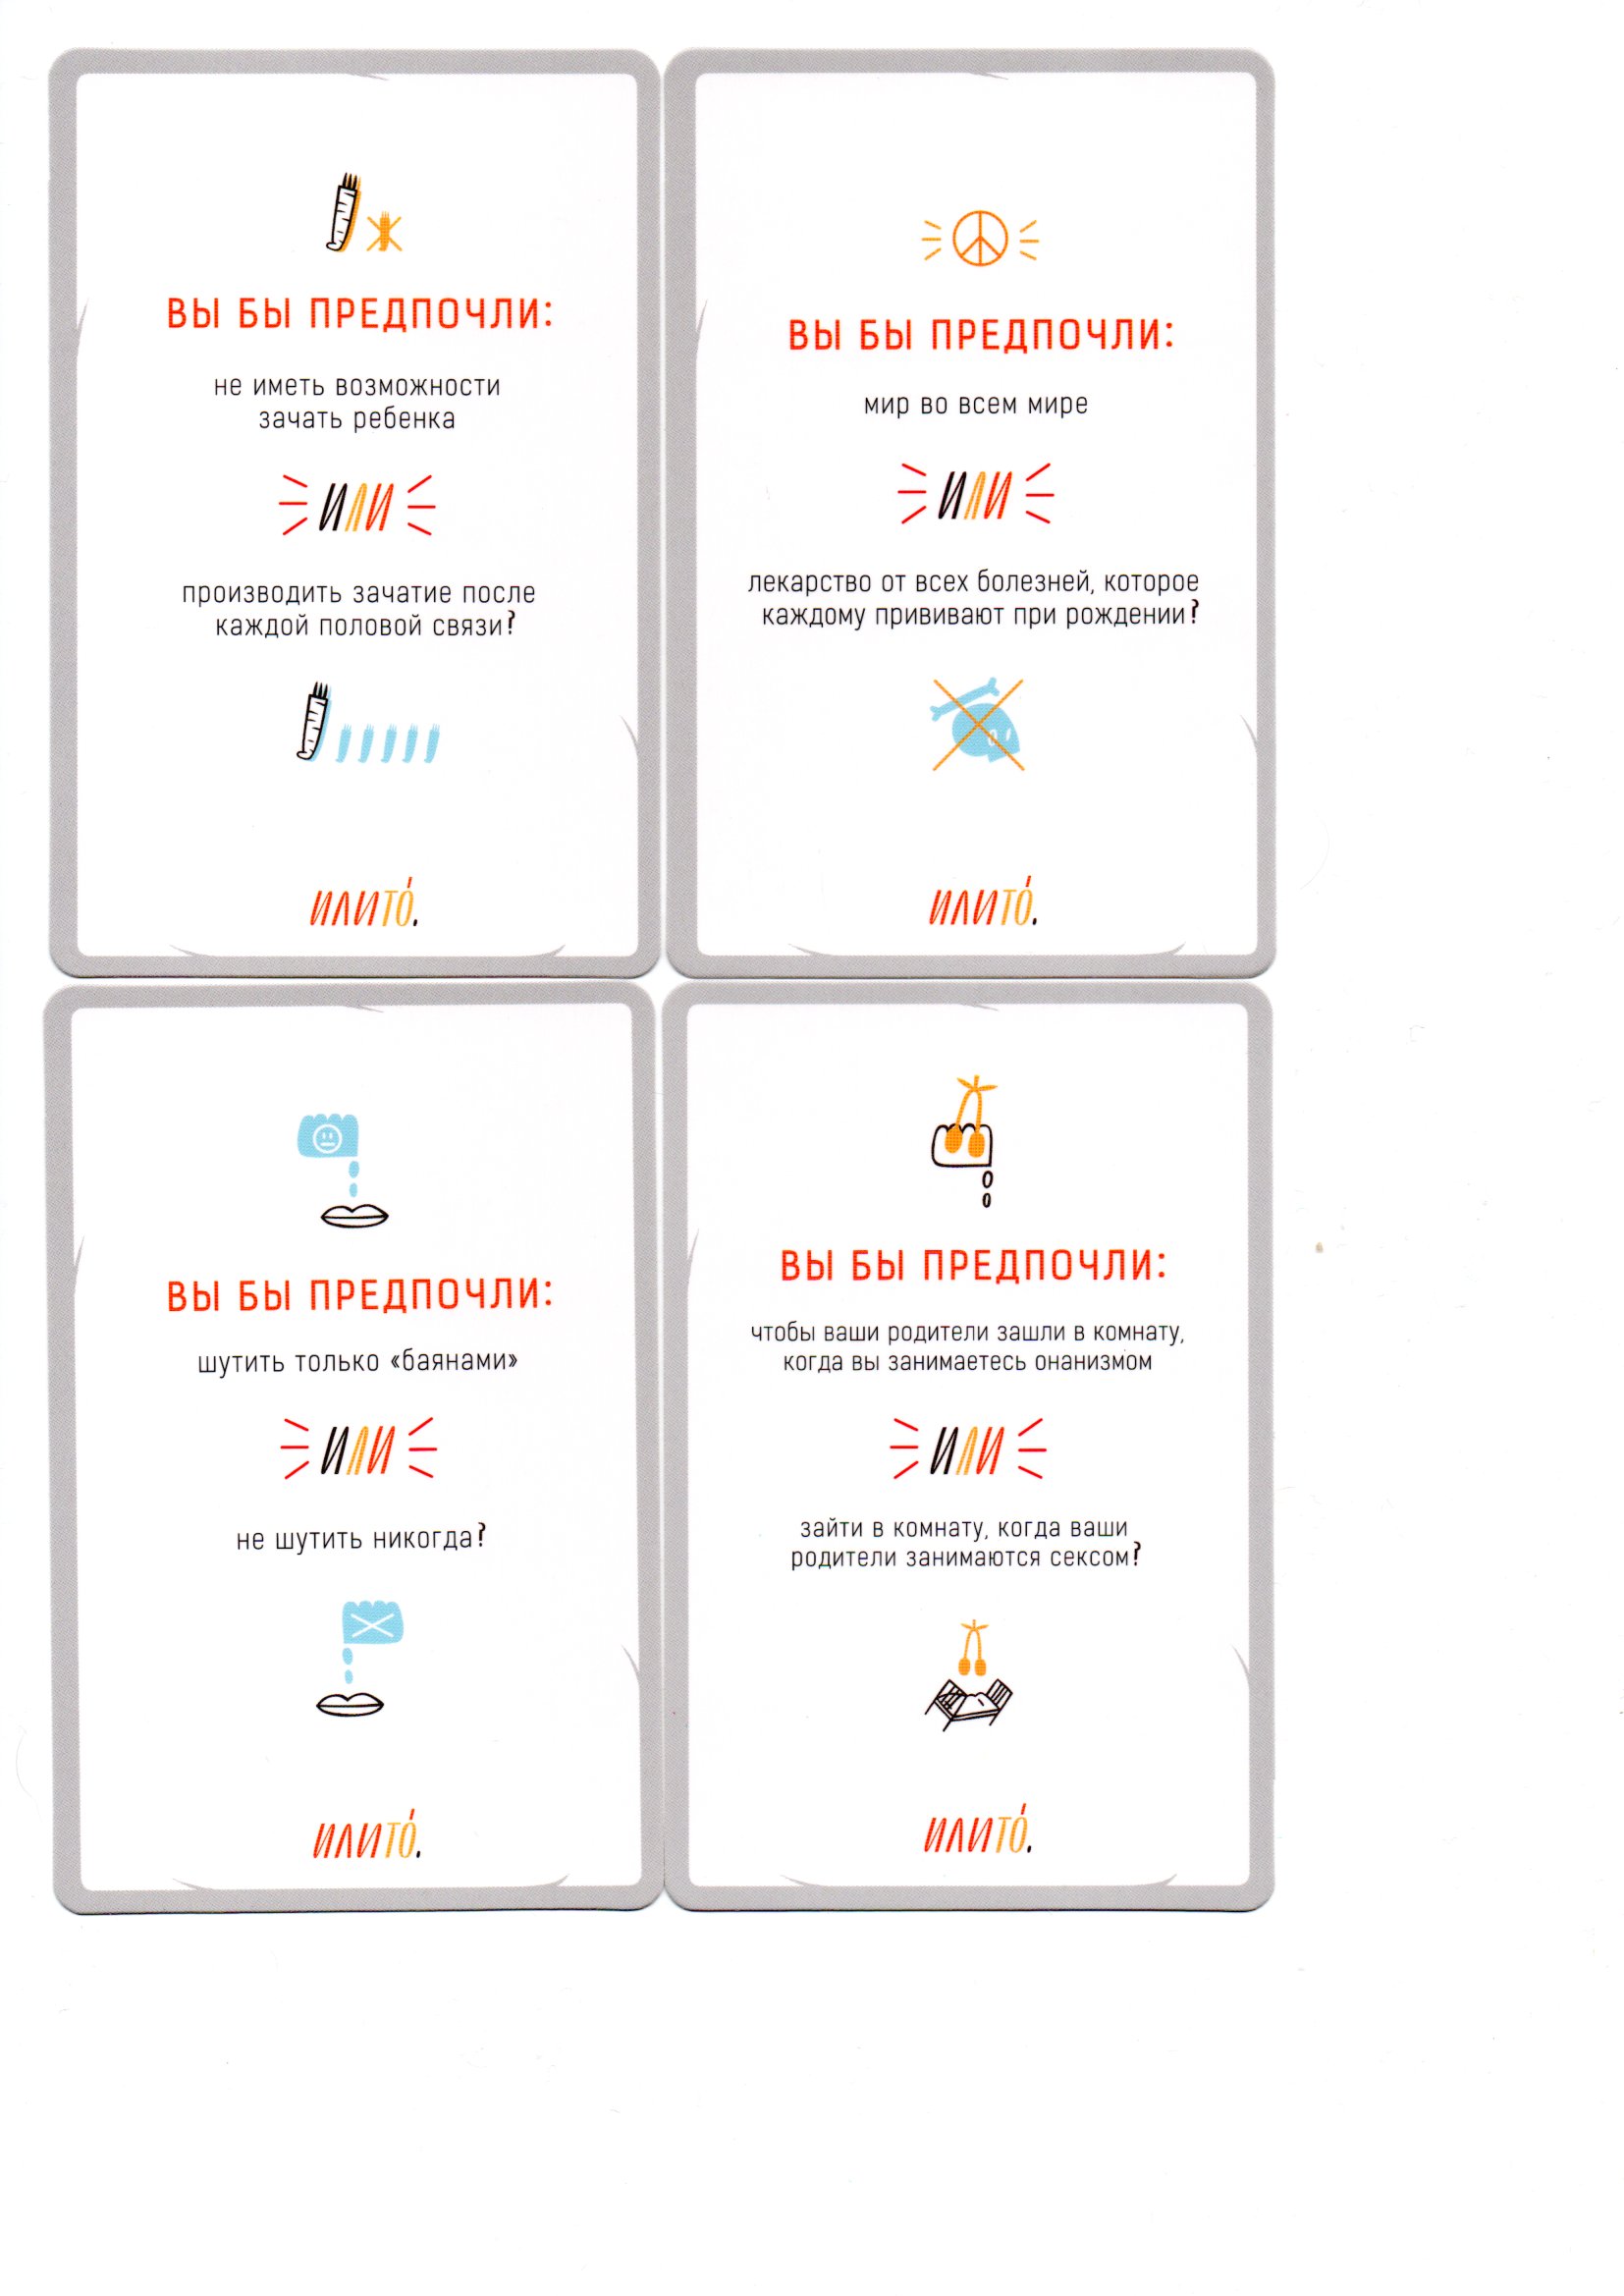 ВЫ БЫ ПРЕДПОЧЛИ:
не иметь возможности
зачать ребенка
ИЛИ
производить зачатие после
каждой половой связи?
ИЛИТО́.
ВЫ БЫ ПРЕДПОЧЛИ:
мир во всем мире
ИЛИ
лекарство от всех болезней, которое
каждому прививают при рождении?
ИЛИТО́.
ВЫ БЫ ПРЕДПОЧЛИ:
шутить только «баянами»
ИЛИ
не шутить никогда?
ИЛИТО́.
ВЫ БЫ ПРЕДПОЧЛИ:
чтобы ваши родители зашли в комнату,
когда вы занимаетесь онанизмом
ИЛИ
зайти в комнату, когда ваши
родители занимаются сексом?
ИЛИТО́.